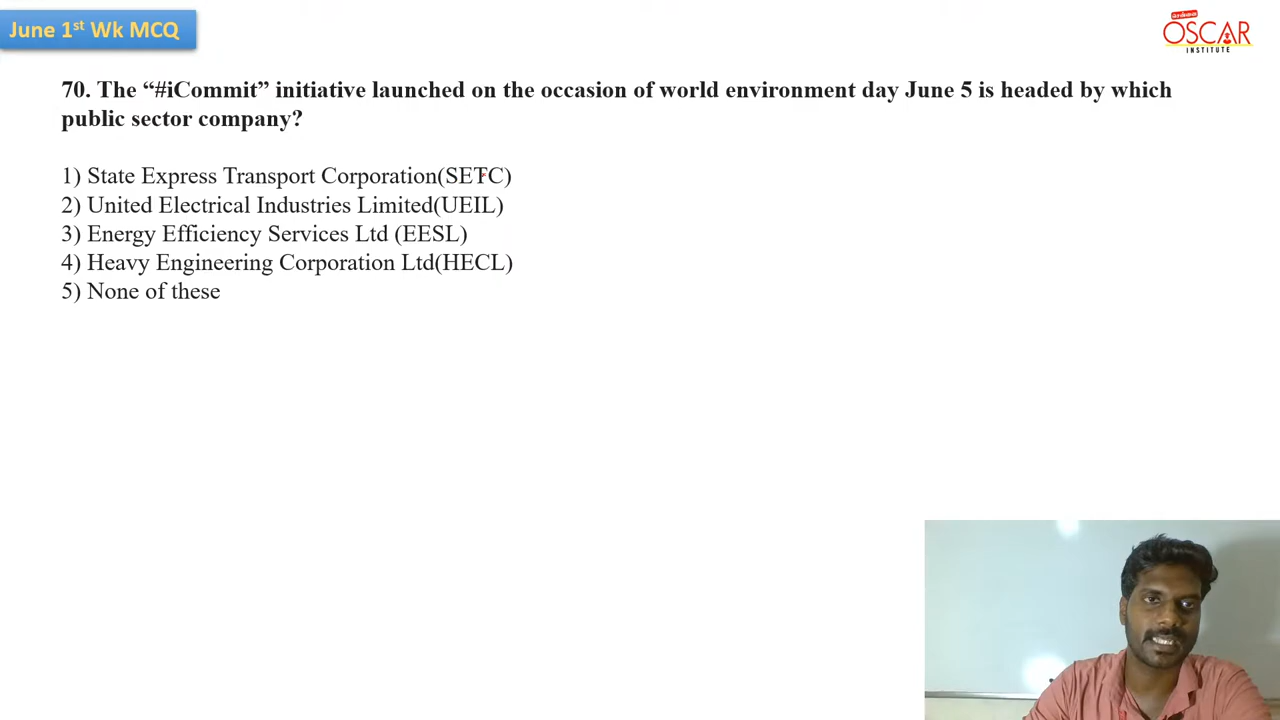 June 1st Wk MCQ
சென்னை
OSCAR
INSTITUTE
70. The “#iCommit” initiative launched on the occasion of world environment day June 5 is headed by which
public sector company?
1) State Express Transport Corporation(SETC)
2) United Electrical Industries Limited(UEIL)
3) Energy Efficiency Services Ltd (EESL)
4) Heavy Engineering Corporation Ltd(HECL)
5) None of these